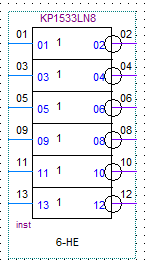 KP1533LN8
01 01 1 02 02
03 03 1 04 04
05 05 1 06 06
09 09 1 08 08
11 11 1 10 10
13 13 1 12 12
inst
6-HE